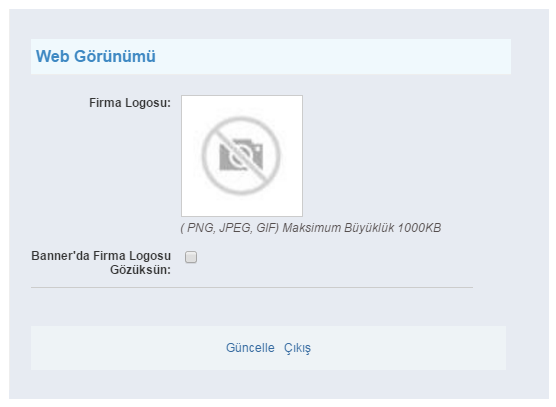 Web Görünümü
Firma Logosu:
( PNG, JPEG, GIF) Maksimum Büyüklük 1000KB
Banner'da Firma Logosu
Gözüksün:
Güncelle Çıkış